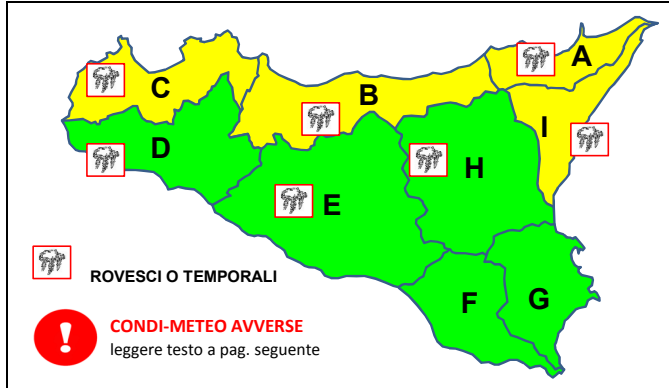 A
C
B
I
D
H
E
F
G
ROVESCI O TEMPORALI
CONDI-METEO AVVERSE
leggere testo a pag. seguente
!